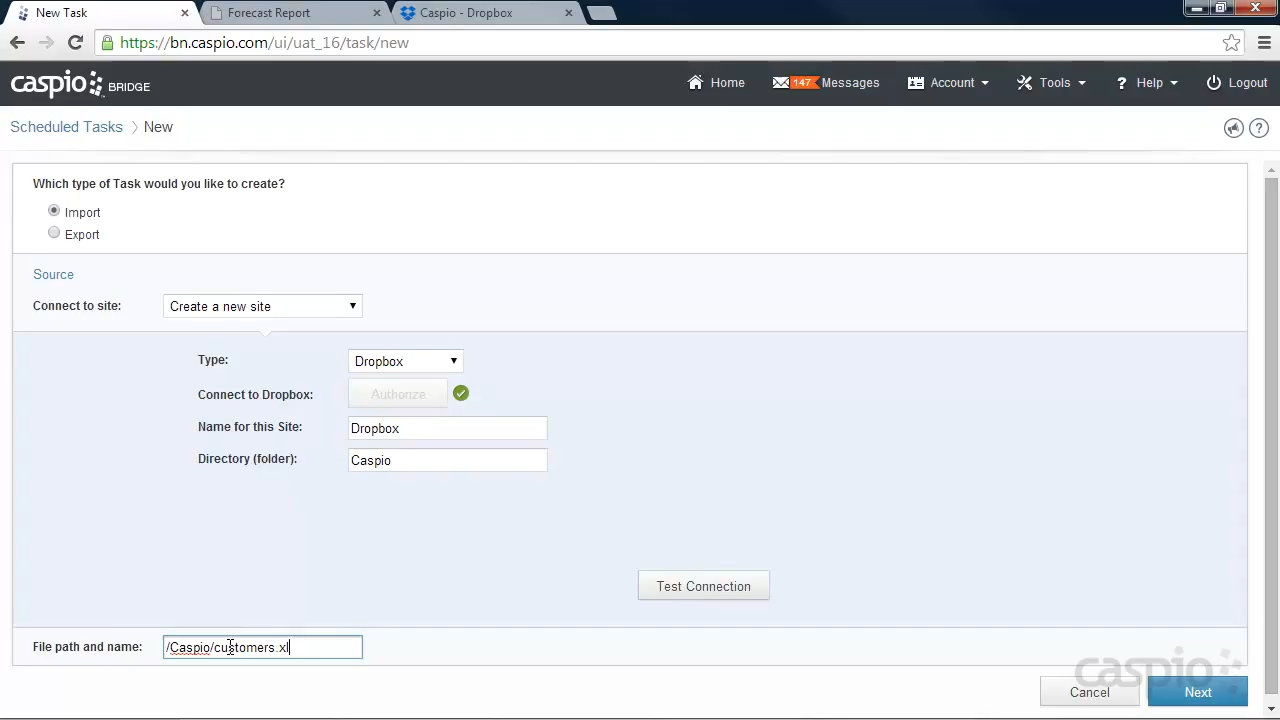 New Task
Forecast Report
Caspio - Dropbox
https://bn.caspio.com/ui/uat_16/task/new
caspio BRIDGE
Home
147 Messages
Account
Tools
? Help
Logout
Scheduled Tasks > New
?
Which type of Task would you like to create?
Import
Export
Source
Connect to site: Create a new site
Type: Dropbox
Connect to Dropbox: Authorize
Name for this Site: Dropbox
Directory (folder): Caspio
Test Connection
File path and name: /Caspio/customers.xl
caspio
Cancel
Next